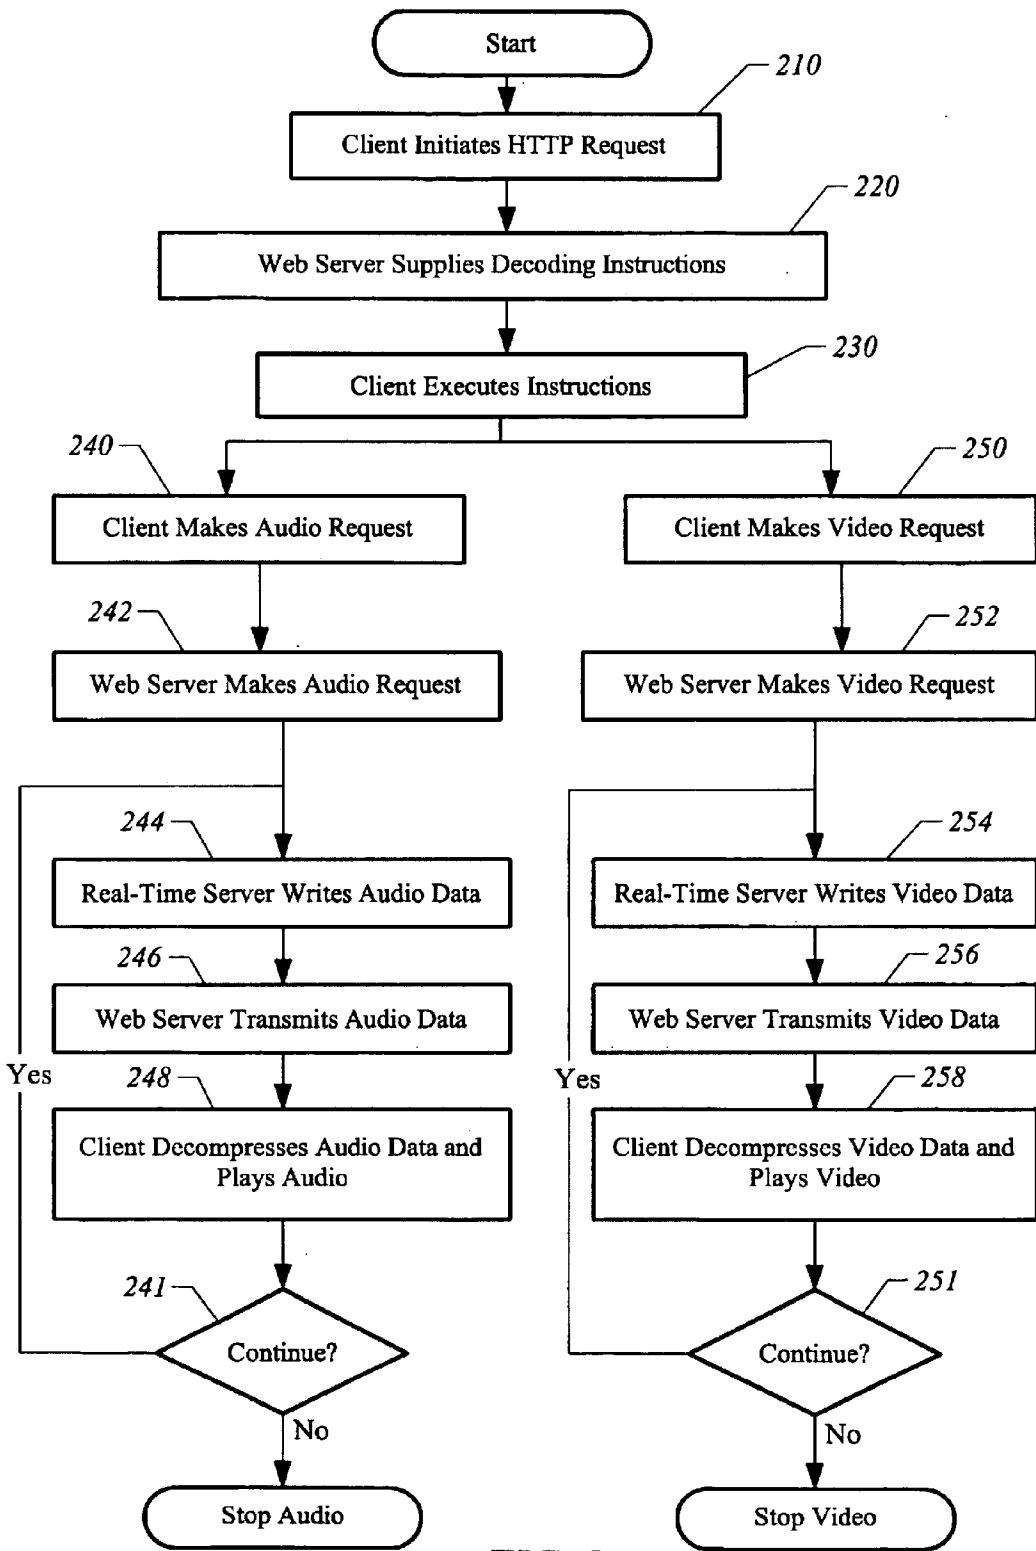 Start
210
Client Initiates HTTP Request
220
Web Server Supplies Decoding Instructions
230
Client Executes Instructions
240
250
Client Makes Audio Request
Client Makes Video Request
242
252
Web Server Makes Audio Request
Web Server Makes Video Request
244
254
Real-Time Server Writes Audio Data
Real-Time Server Writes Video Data
246
256
Web Server Transmits Audio Data
Web Server Transmits Video Data
Yes
248
Yes
258
Client Decompresses Audio Data and
Plays Audio
Client Decompresses Video Data and
Plays Video
241
251
Continue?
Continue?
No
No
Stop Audio
Stop Video